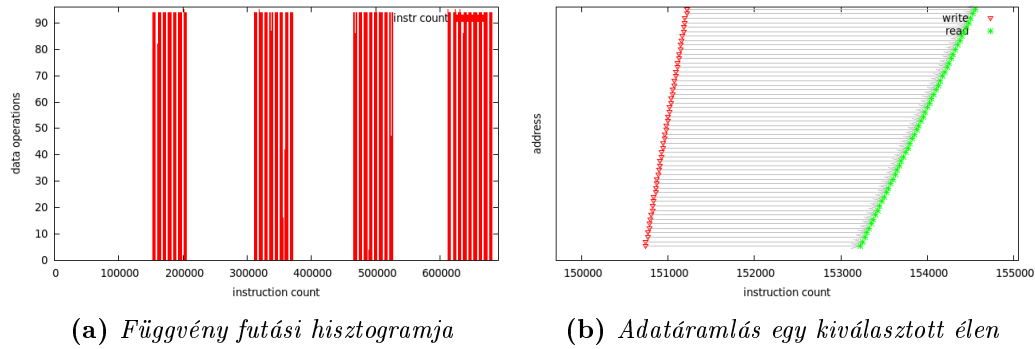 90
80
70
60
50
40
30
20
10
0
data operations
instr count
0 100000 200000 300000 400000 500000 600000
instruction count
(a) Függvény futási hisztogramja
address
write
read
150000 151000 152000 153000 154000 155000
instruction count
(b) Adatáramlás egy kiválasztott élen